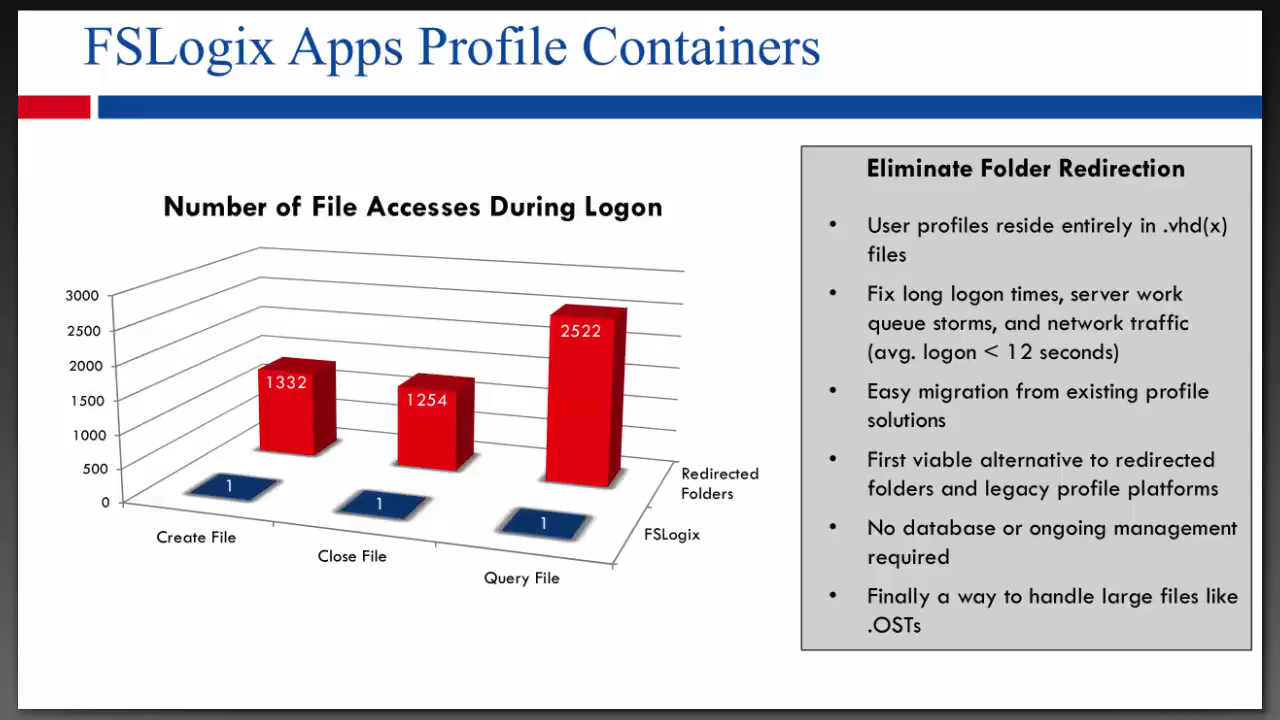 FSLogix Apps Profile Containers
Number of File Accesses During Logon
3000
2500
2000
1500
1000
500
0
1332
1254
2522
1
1
1
Create File
Close File
Query File
Redirected
Folders
FSLogix
Eliminate Folder Redirection
• User profiles reside entirely in .vhd(x)
files
• Fix long logon times, server work
queue storms, and network traffic
(avg. logon < 12 seconds)
• Easy migration from existing profile
solutions
• First viable alternative to redirected
folders and legacy profile platforms
• No database or ongoing management
required
• Finally a way to handle large files like
.OSTs